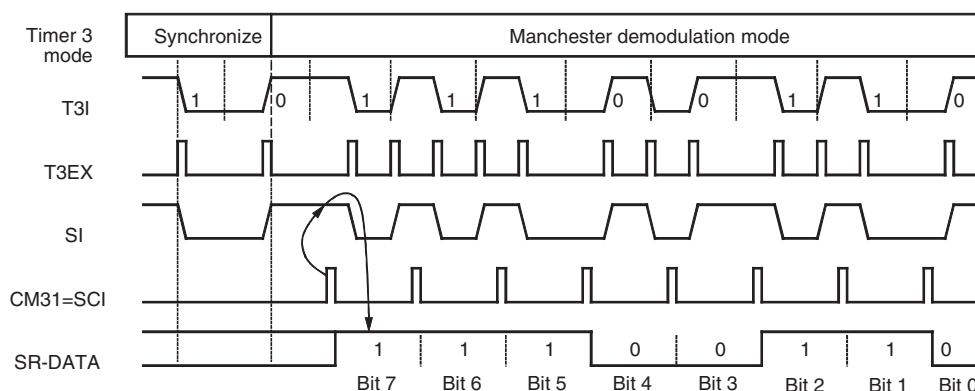 Timer 3
mode
Synchronize
Manchester demodulation mode
T3I
1 0 1 1 1 0 0 1 1 0
T3EX
SI
CM31=SCI
SR-DATA
1 1 1 0 0 1 1 0
Bit 7 Bit 6 Bit 5 Bit 4 Bit 3 Bit 2 Bit 1 Bit 0